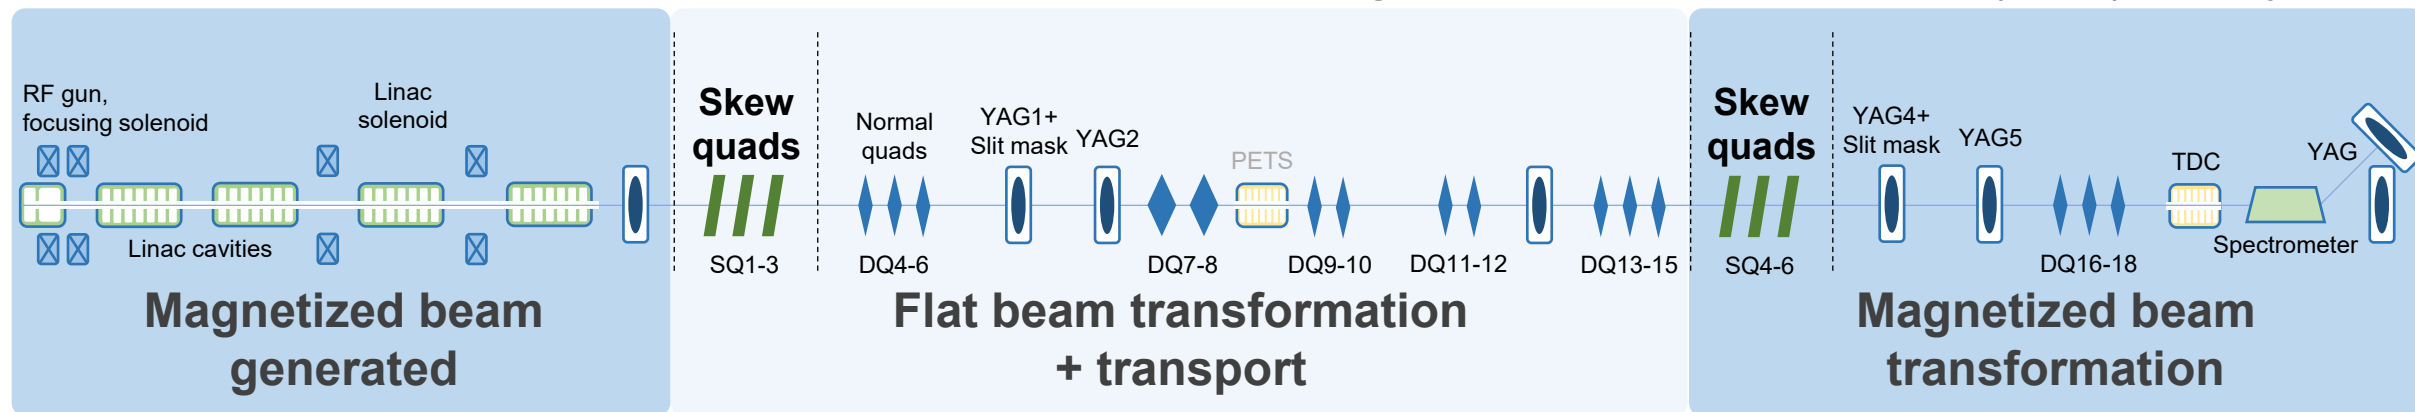 RF gun,
focusing solenoid
Linac
solenoid
Linac cavities
Magnetized beam
generated
Skew
quads
SQ1-3
Normal
quads
DQ4-6
YAG1+
Slit mask
YAG2
DQ7-8
PETS
DQ9-10
DQ11-12
DQ13-15
Flat beam transformation
+ transport
Skew
quads
SQ4-6
YAG4+
Slit mask
YAG5
DQ16-18
TDC
Spectrometer
YAG
Magnetized beam
transformation